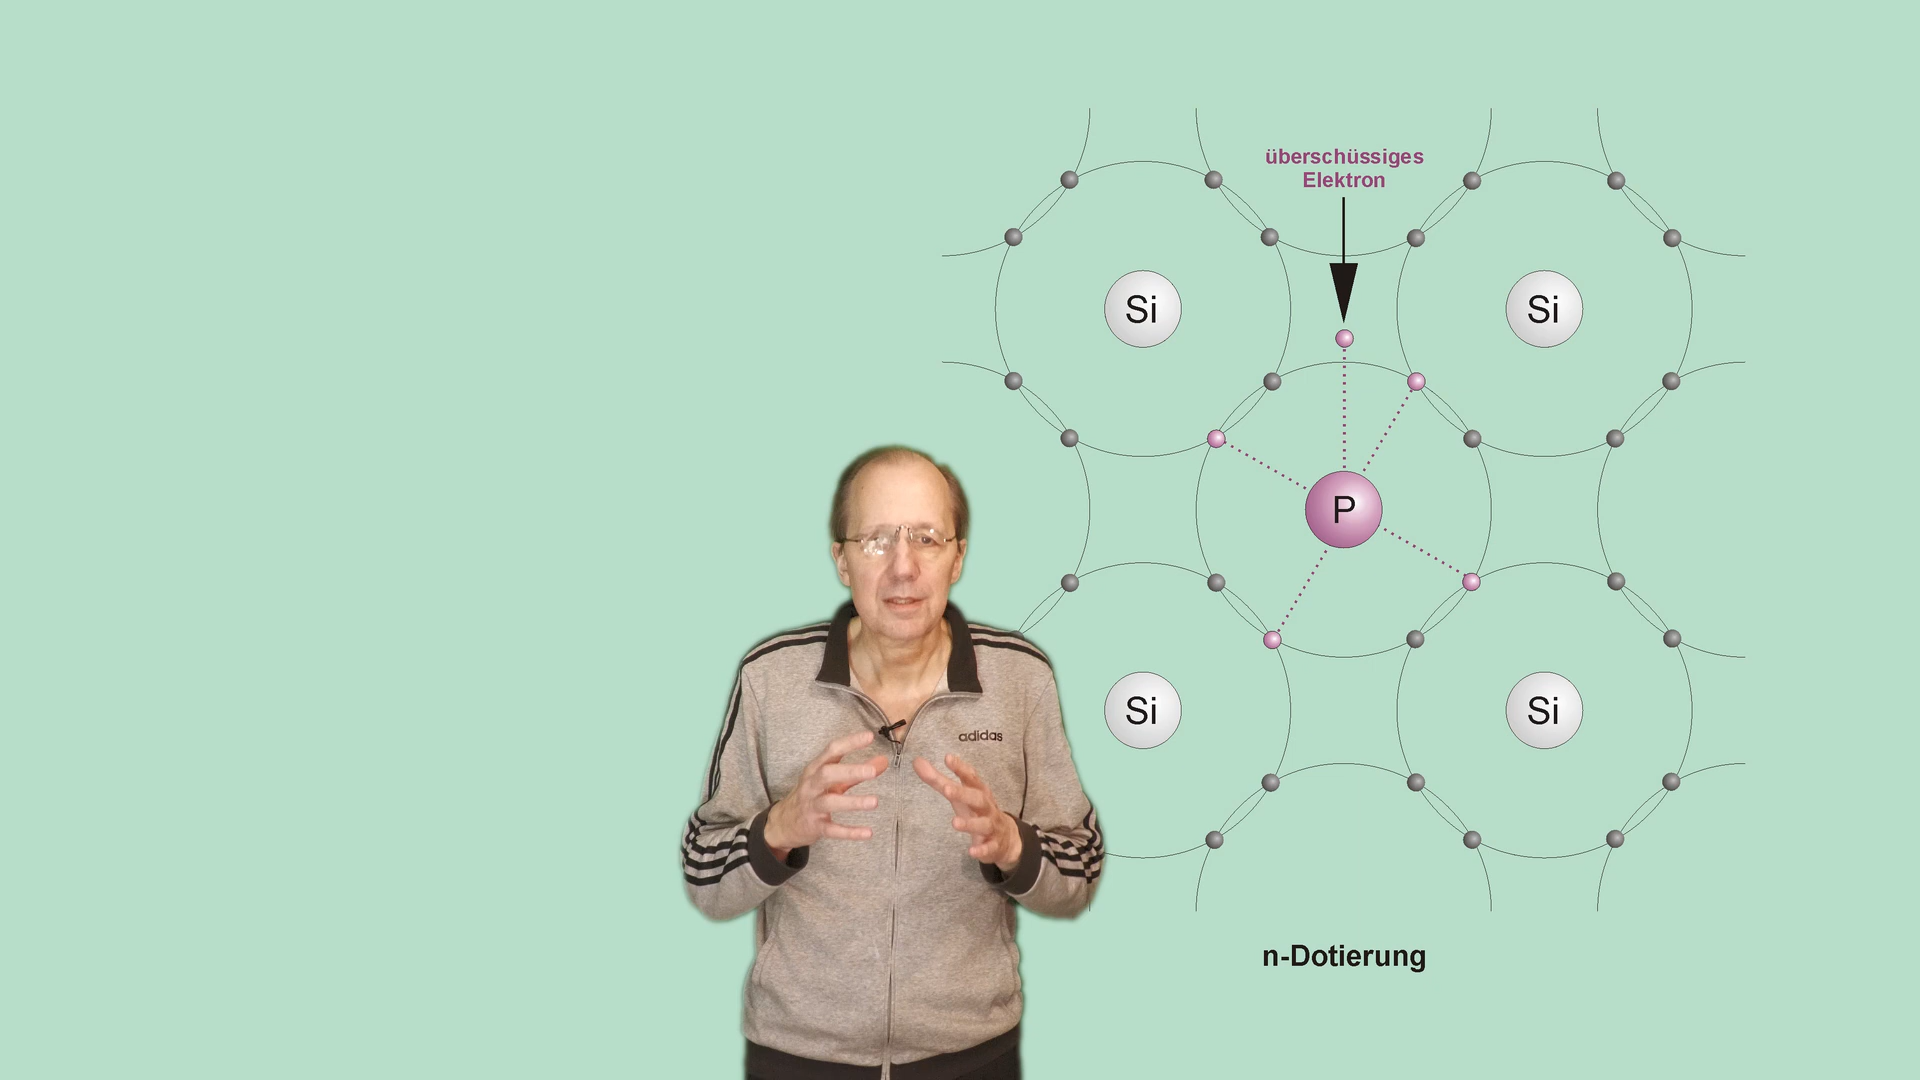 überschüssiges
Elektron
Si
Si
P
Si
Si
adidas
n-Dotierung